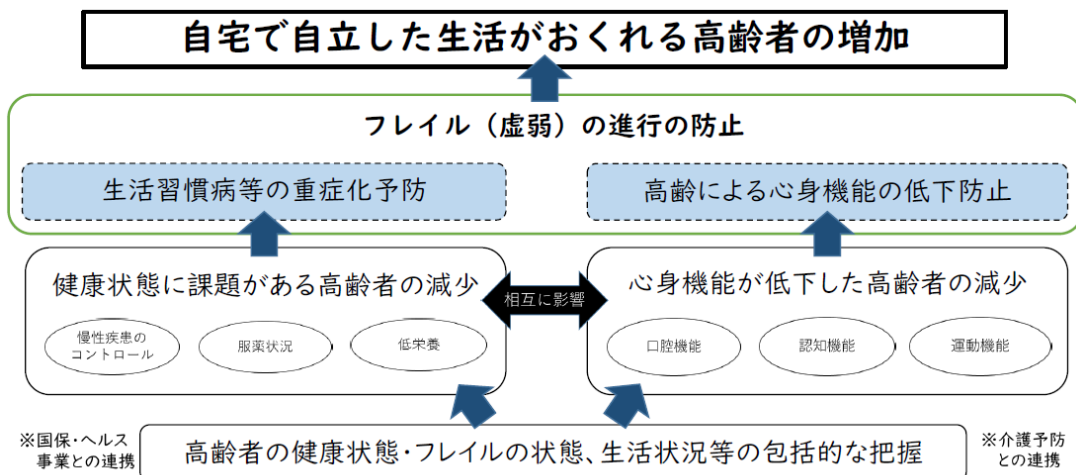 自宅で自立した生活がおくれる高齢者の増加
フレイル（虚弱）の進行の防止
生活習慣病等の重症化予防
高齢による心身機能の低下防止
健康状態に課題がある高齢者の減少
相互に影響
心身機能が低下した高齢者の減少
慢性疾患の
コントロール
服薬状況
低栄養
口腔機能
認知機能
運動機能
※国保・ヘルス
事業との連携
高齢者の健康状態・フレイルの状態、生活状況等の包括的な把握
※介護予防
との連携